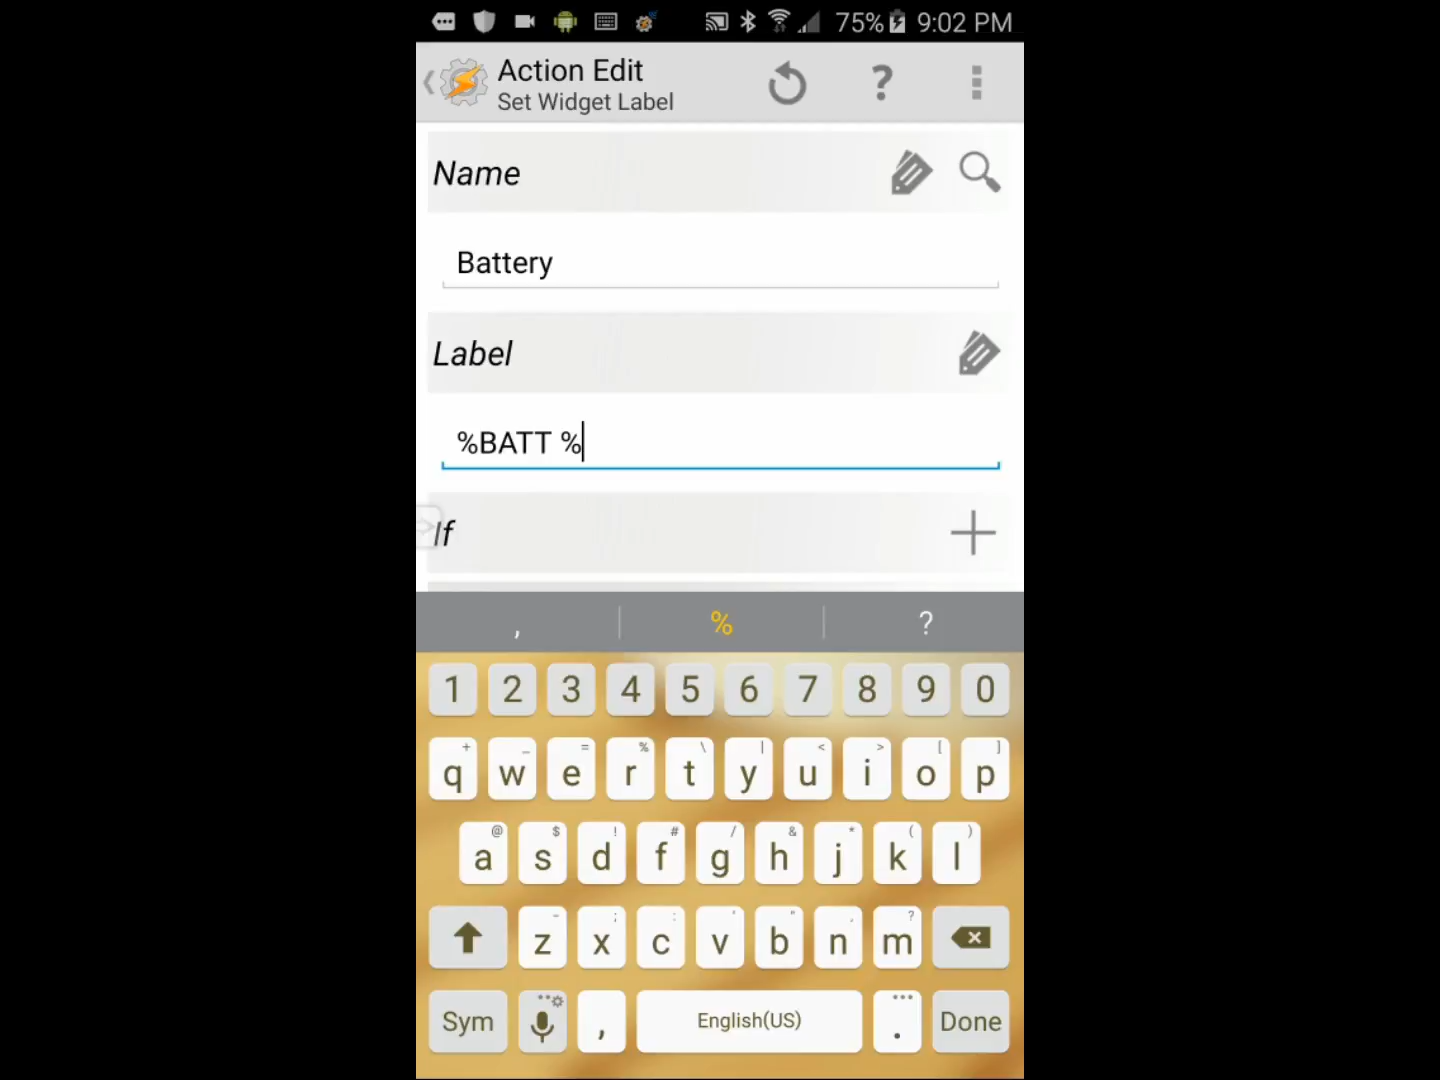 75% 9:02 PM
Action Edit
Set Widget Label
?
Name
Battery
Label
%BATT %
If
, % ?
1 2 3 4 5 6 7 8 9 0
+ _ = % \ | < > [ ]
q w e r t y u i o p
@ $ ! # / & * ( )
a s d f g h j k l
- ; : ' " , ?
z x c v b n m
Sym , English(US) . Done